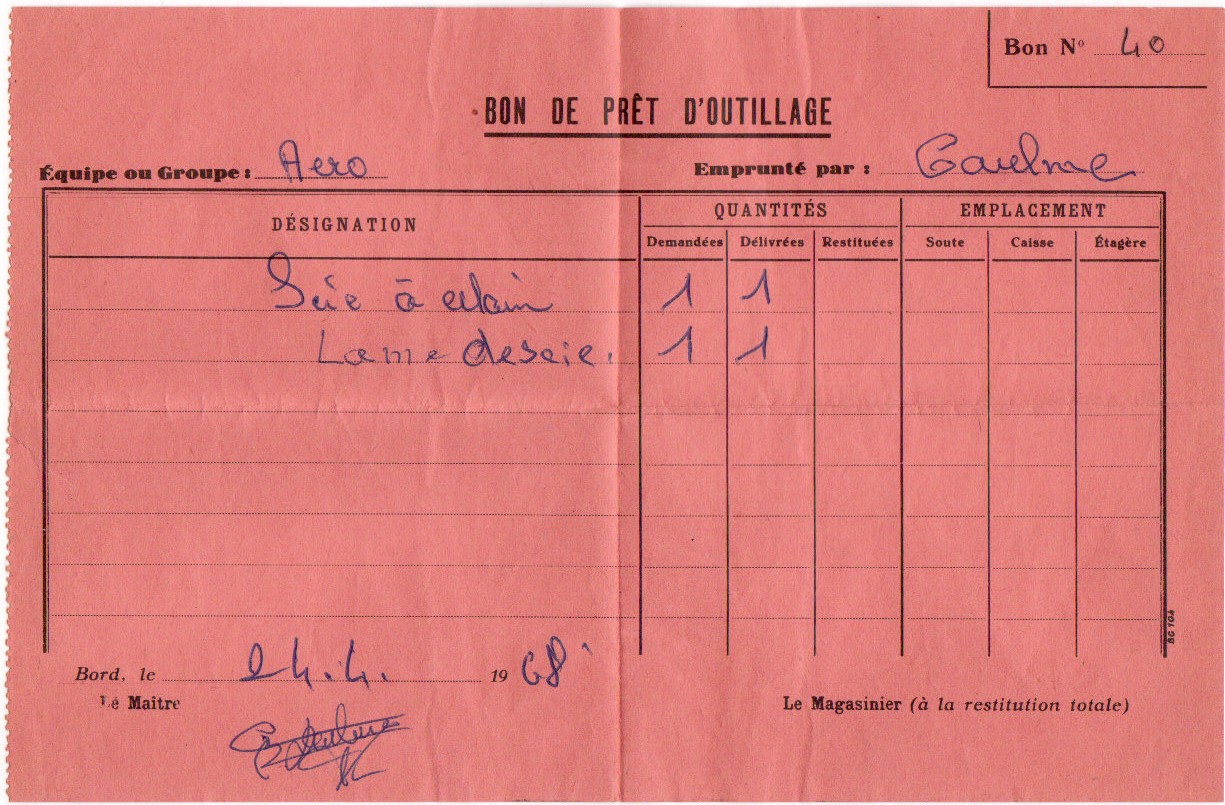 Bon Nº 40
BON DE PRÊT D'OUTILLAGE
Équipe ou Groupe : Aero Emprunté par : Gaulme
DÉSIGNATION QUANTITÉS EMPLACEMENT
Demandées Délivrées Restituées Soute Caisse Étagère
Scie à 1 1
Lame de scie. 1 1
Bord, le 24.4. 1968
Le Maître Le Magasinier (à la restitution totale)
BG 104